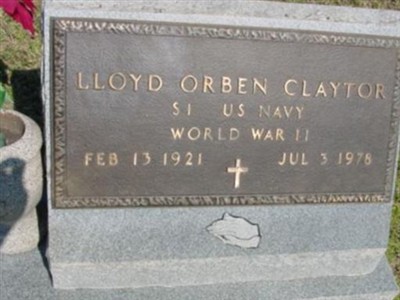 LLOYD ORBEN CLAYTOR
S1 US NAVY
WORLD WAR II
FEB 13 1921 JUL 3 1978